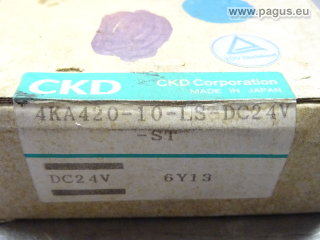 www.pagus.eu
CKD
CKD Corporation
MADE IN JAPAN
4KA420-10-LS-DC24V
-ST
DC24V
6Y13